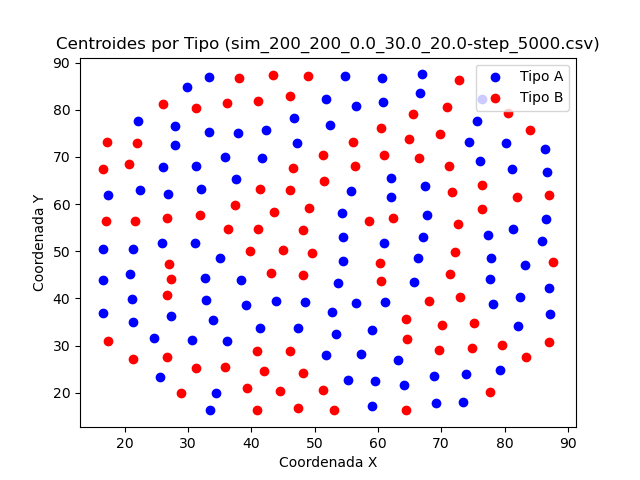 Centroides por Tipo (sim_200_200_0.0_30.0_20.0-step_5000.csv)
90
80
70
60
50
40
30
20
Coordenada Y
Tipo A
Tipo B
20 30 40 50 60 70 80 90
Coordenada X